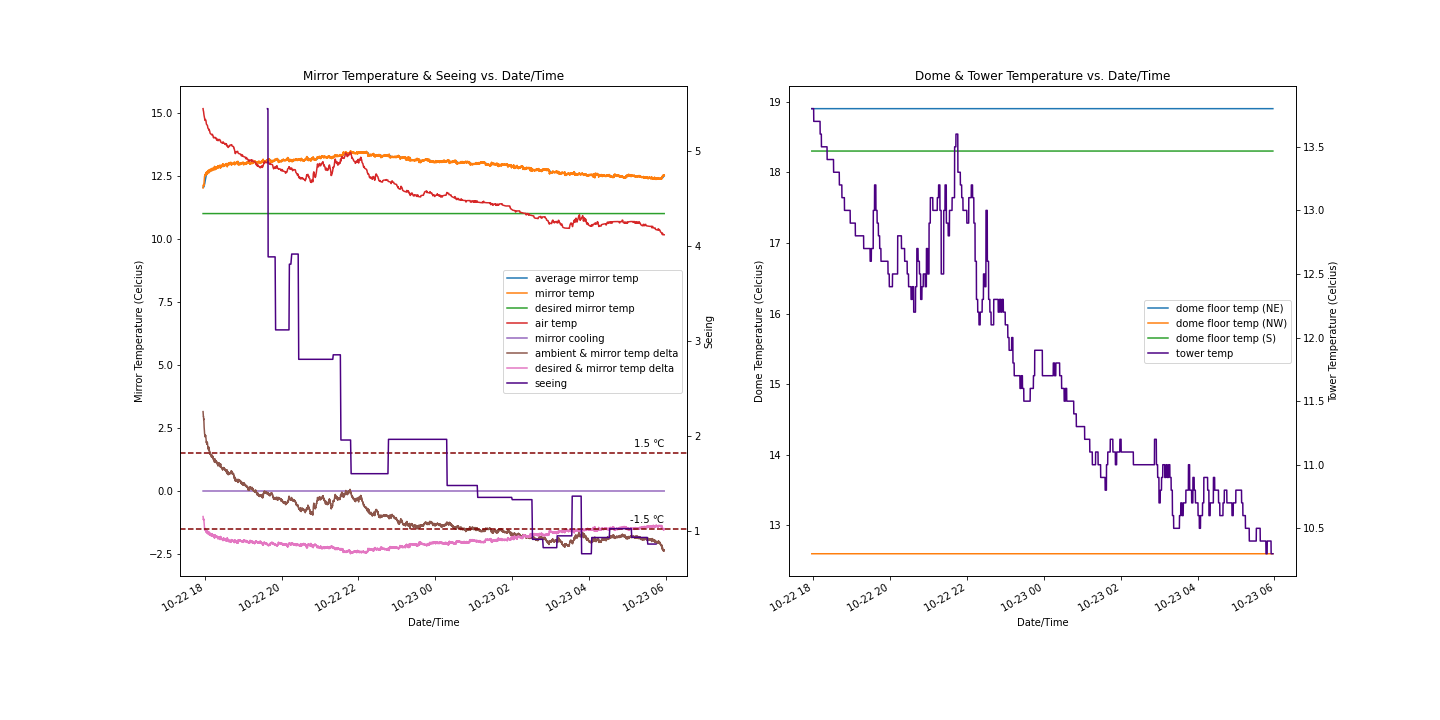 Mirror Temperature & Seeing vs. Date/Time
15.0
12.5
10.0
7.5
5.0
2.5
0.0
−2.5
Mirror Temperature (Celcius)
5
4
3
2
1
Seeing
average mirror temp
mirror temp
desired mirror temp
air temp
mirror cooling
ambient & mirror temp delta
desired & mirror temp delta
seeing
1.5 °C
-1.5 °C
10-22 18
10-22 20
10-22 22
10-23 00
10-23 02
10-23 04
10-23 06
Date/Time
Dome & Tower Temperature vs. Date/Time
19
18
17
16
15
14
13
Dome Temperature (Celcius)
13.5
13.0
12.5
12.0
11.5
11.0
10.5
Tower Temperature (Celcius)
dome floor temp (NE)
dome floor temp (NW)
dome floor temp (S)
tower temp
10-22 18
10-22 20
10-22 22
10-23 00
10-23 02
10-23 04
10-23 06
Date/Time